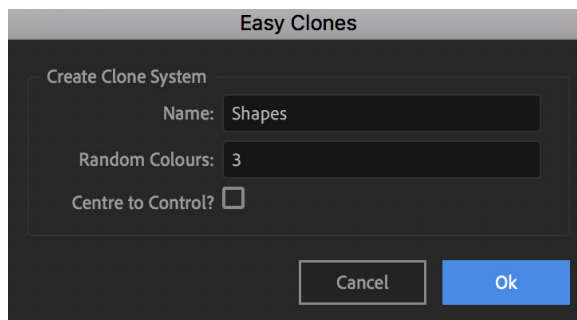 Easy Clones
Create Clone System
Name: Shapes
Random Colours: 3
Centre to Control?
Cancel Ok